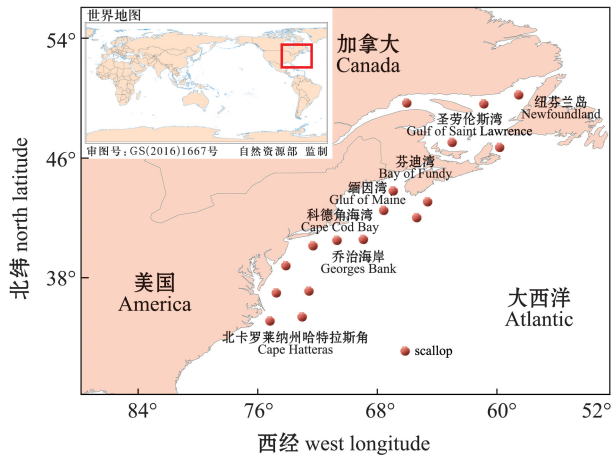 世界地图
审图号: GS(2016)1667号
自然资源部 监制
54°
46°
38°
北纬 north latitude
加拿大
Canada
纽芬兰岛
Newfoundland
圣劳伦斯湾
Gulf of Saint Lawrence
芬迪湾
Bay of Fundy
缅因湾
Gluf of Maine
科德角海湾
Cape Cod Bay
乔治海岸
Georges Bank
美国
America
大西洋
Atlantic
北卡罗莱纳州哈特拉斯角
Cape Hatteras
scallop
84°
76°
68°
60°
52°
西经 west longitude